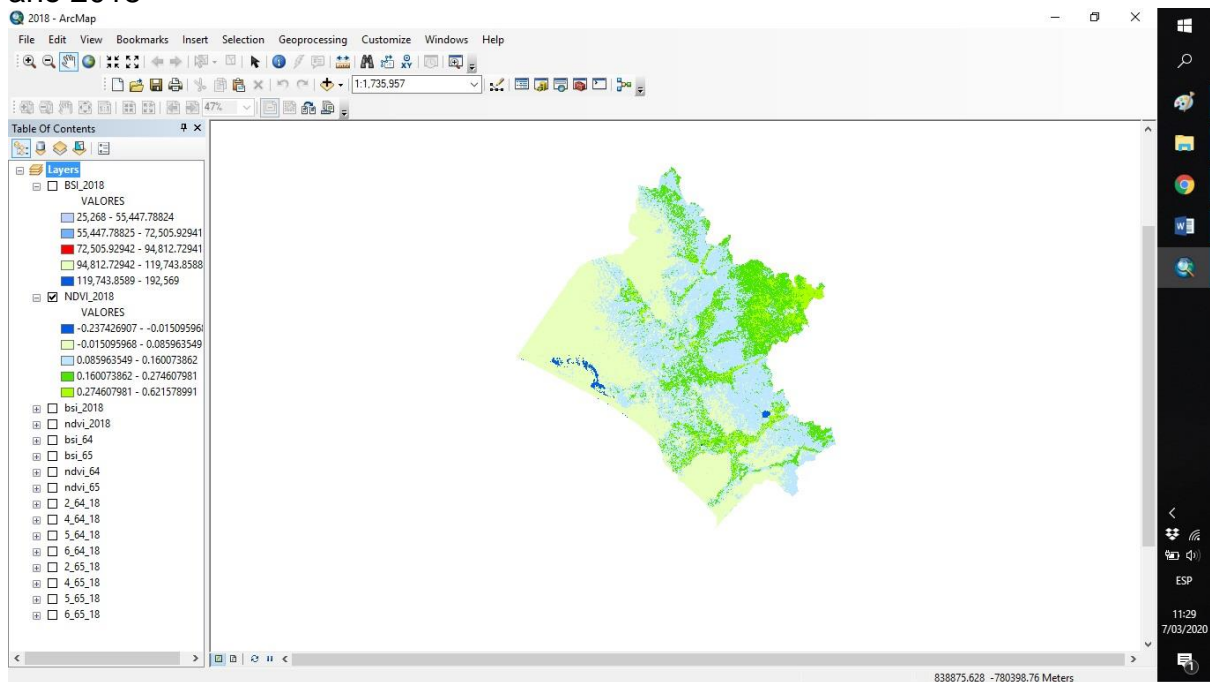 año 2018
2018 - ArcMap
File Edit View Bookmarks Insert Selection Geoprocessing Customize Windows Help
1:1,735,957
47%
Table Of Contents
Layers
BSI_2018
VALORES
25,268 - 55,447.78824
55,447.78825 - 72,505.92941
72,505.92942 - 94,812.72941
94,812.72942 - 119,743.8588
119,743.8589 - 192,569
NDVI_2018
VALORES
-0.237426907 - -0.01509596
-0.015095968 - 0.085963549
0.085963549 - 0.160073862
0.160073862 - 0.274607981
0.274607981 - 0.621578991
bsi_2018
ndvi_2018
bsi_64
bsi_65
ndvi_64
ndvi_65
2_64_18
4_64_18
5_64_18
6_64_18
2_65_18
4_65_18
5_65_18
6_65_18
838875.628 -780398.76 Meters
ESP
11:29
7/03/2020
1